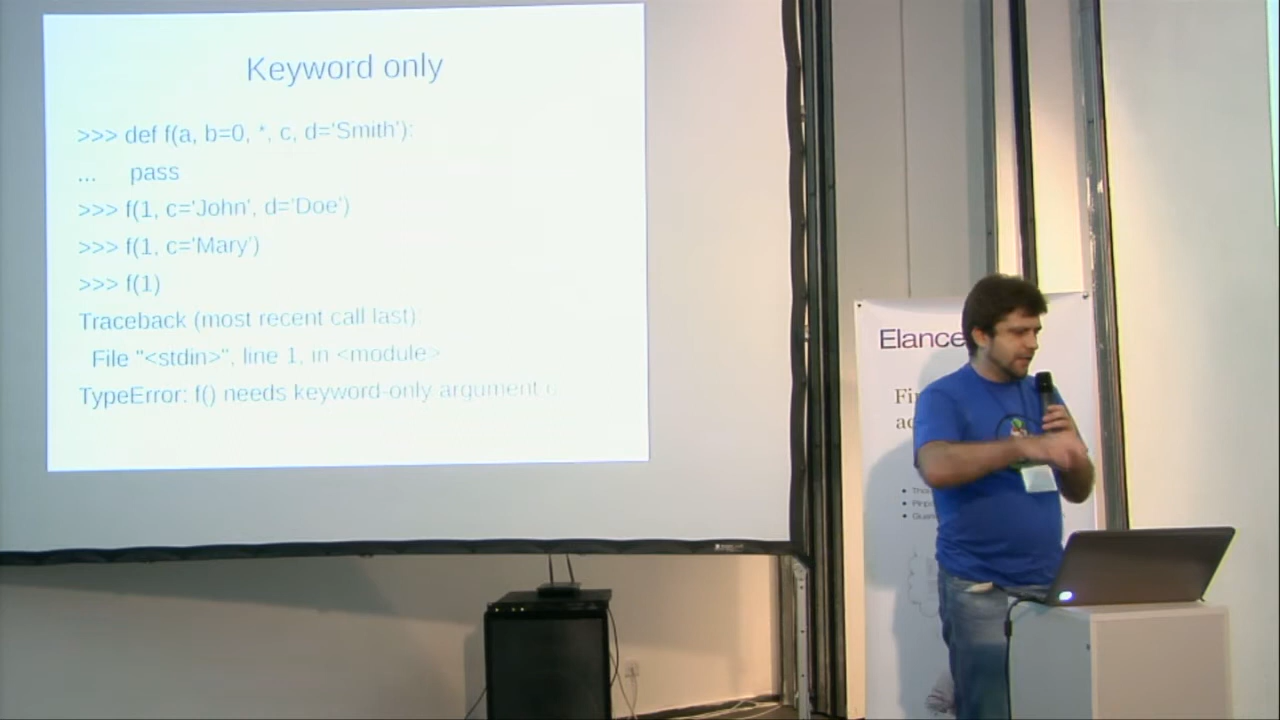 Keyword only
>>> def f(a, b=0, *, c, d='Smith'):
... pass
>>> f(1, c='John', d='Doe')
>>> f(1, c='Mary')
>>> f(1)
Traceback (most recent call last):
File "<stdin>", line 1, in <module>
TypeError: f() needs keyword-only argument c
Elance